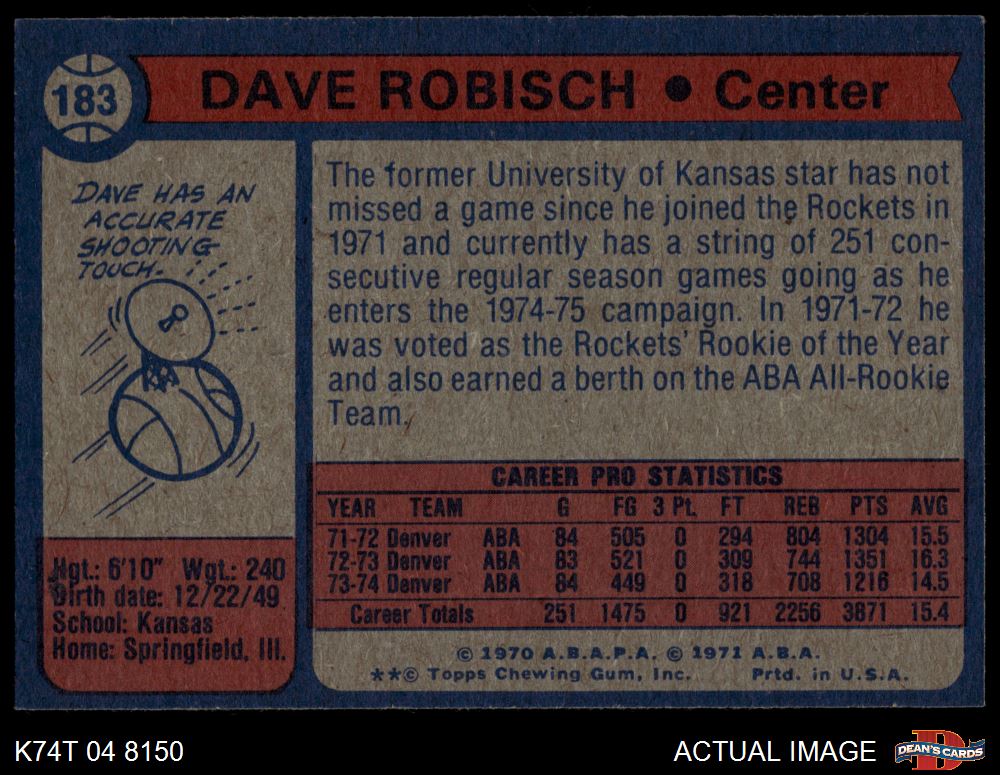 183
DAVE ROBISCH • Center
DAVE HAS AN
ACCURATE
SHOOTING
TOUCH.
The former University of Kansas star has not
missed a game since he joined the Rockets in
1971 and currently has a string of 251 con-
secutive regular season games going as he
enters the 1974-75 campaign. In 1971-72 he
was voted as the Rockets' Rookie of the Year
and also earned a berth on the ABA All-Rookie
Team.
CAREER PRO STATISTICS
YEAR TEAM G FG 3 Pt. FT REB PTS AVG
71-72 Denver ABA 84 505 0 294 804 1304 15.5
72-73 Denver ABA 83 521 0 309 744 1351 16.3
73-74 Denver ABA 84 449 0 318 708 1216 14.5
Career Totals 251 1475 0 921 2256 3871 15.4
Hgt.: 6'10" Wgt.: 240
Birth date: 12/22/49
School: Kansas
Home: Springfield, Ill.
© 1970 A.B.A.P.A. © 1971 A.B.A.
**© Topps Chewing Gum, Inc. Prtd. in U.S.A.
K74T 04 8150
ACTUAL IMAGE
D
DEAN'S CARDS